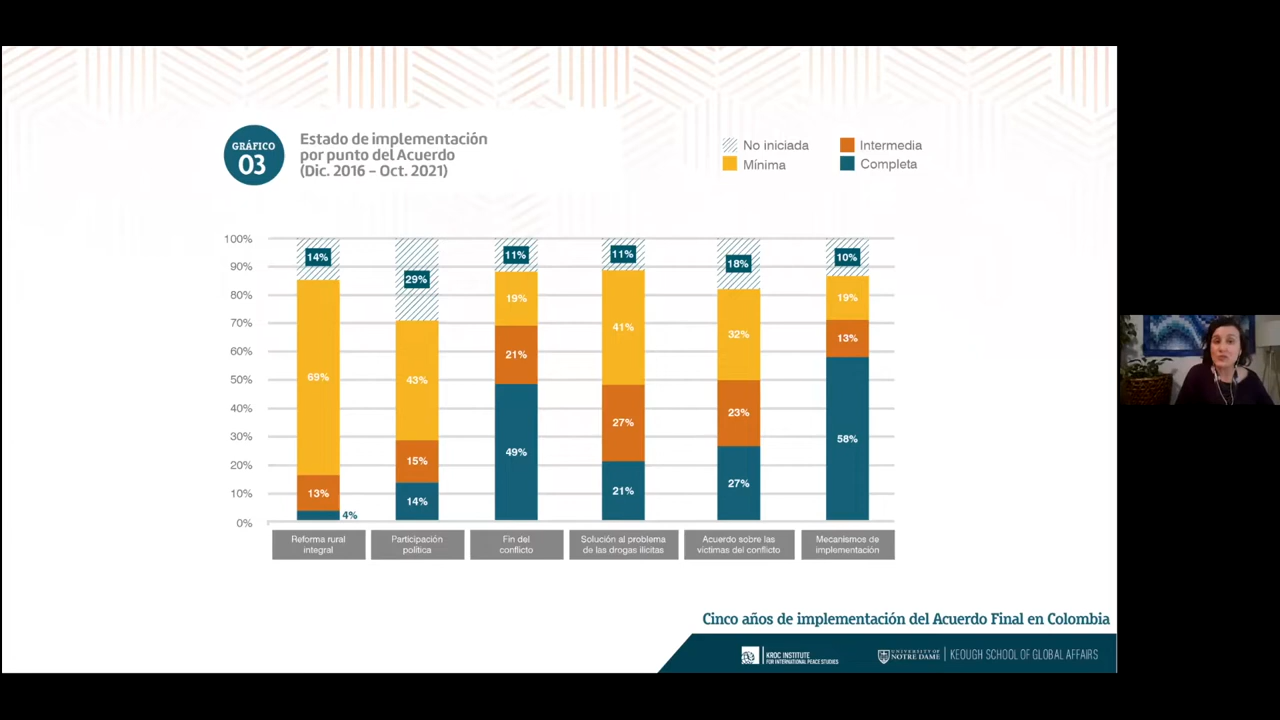 GRÁFICO
03
Estado de implementación
por punto del Acuerdo
(Dic. 2016 – Oct. 2021)
No iniciada
Intermedia
Mínima
Completa
100%
90%
80%
70%
60%
50%
40%
30%
20%
10%
0%
14%
69%
13%
4%
29%
43%
15%
14%
11%
19%
21%
49%
11%
41%
27%
21%
18%
32%
23%
27%
10%
19%
13%
58%
Reforma rural
integral
Participación
política
Fin del
conflicto
Solución al problema
de las drogas ilícitas
Acuerdo sobre las
víctimas del conflicto
Mecanismos de
implementación
Cinco años de implementación del Acuerdo Final en Colombia
KROC INSTITUTE
FOR INTERNATIONAL PEACE STUDIES
UNIVERSITY OF
NOTRE DAME
KEOUGH SCHOOL OF GLOBAL AFFAIRS